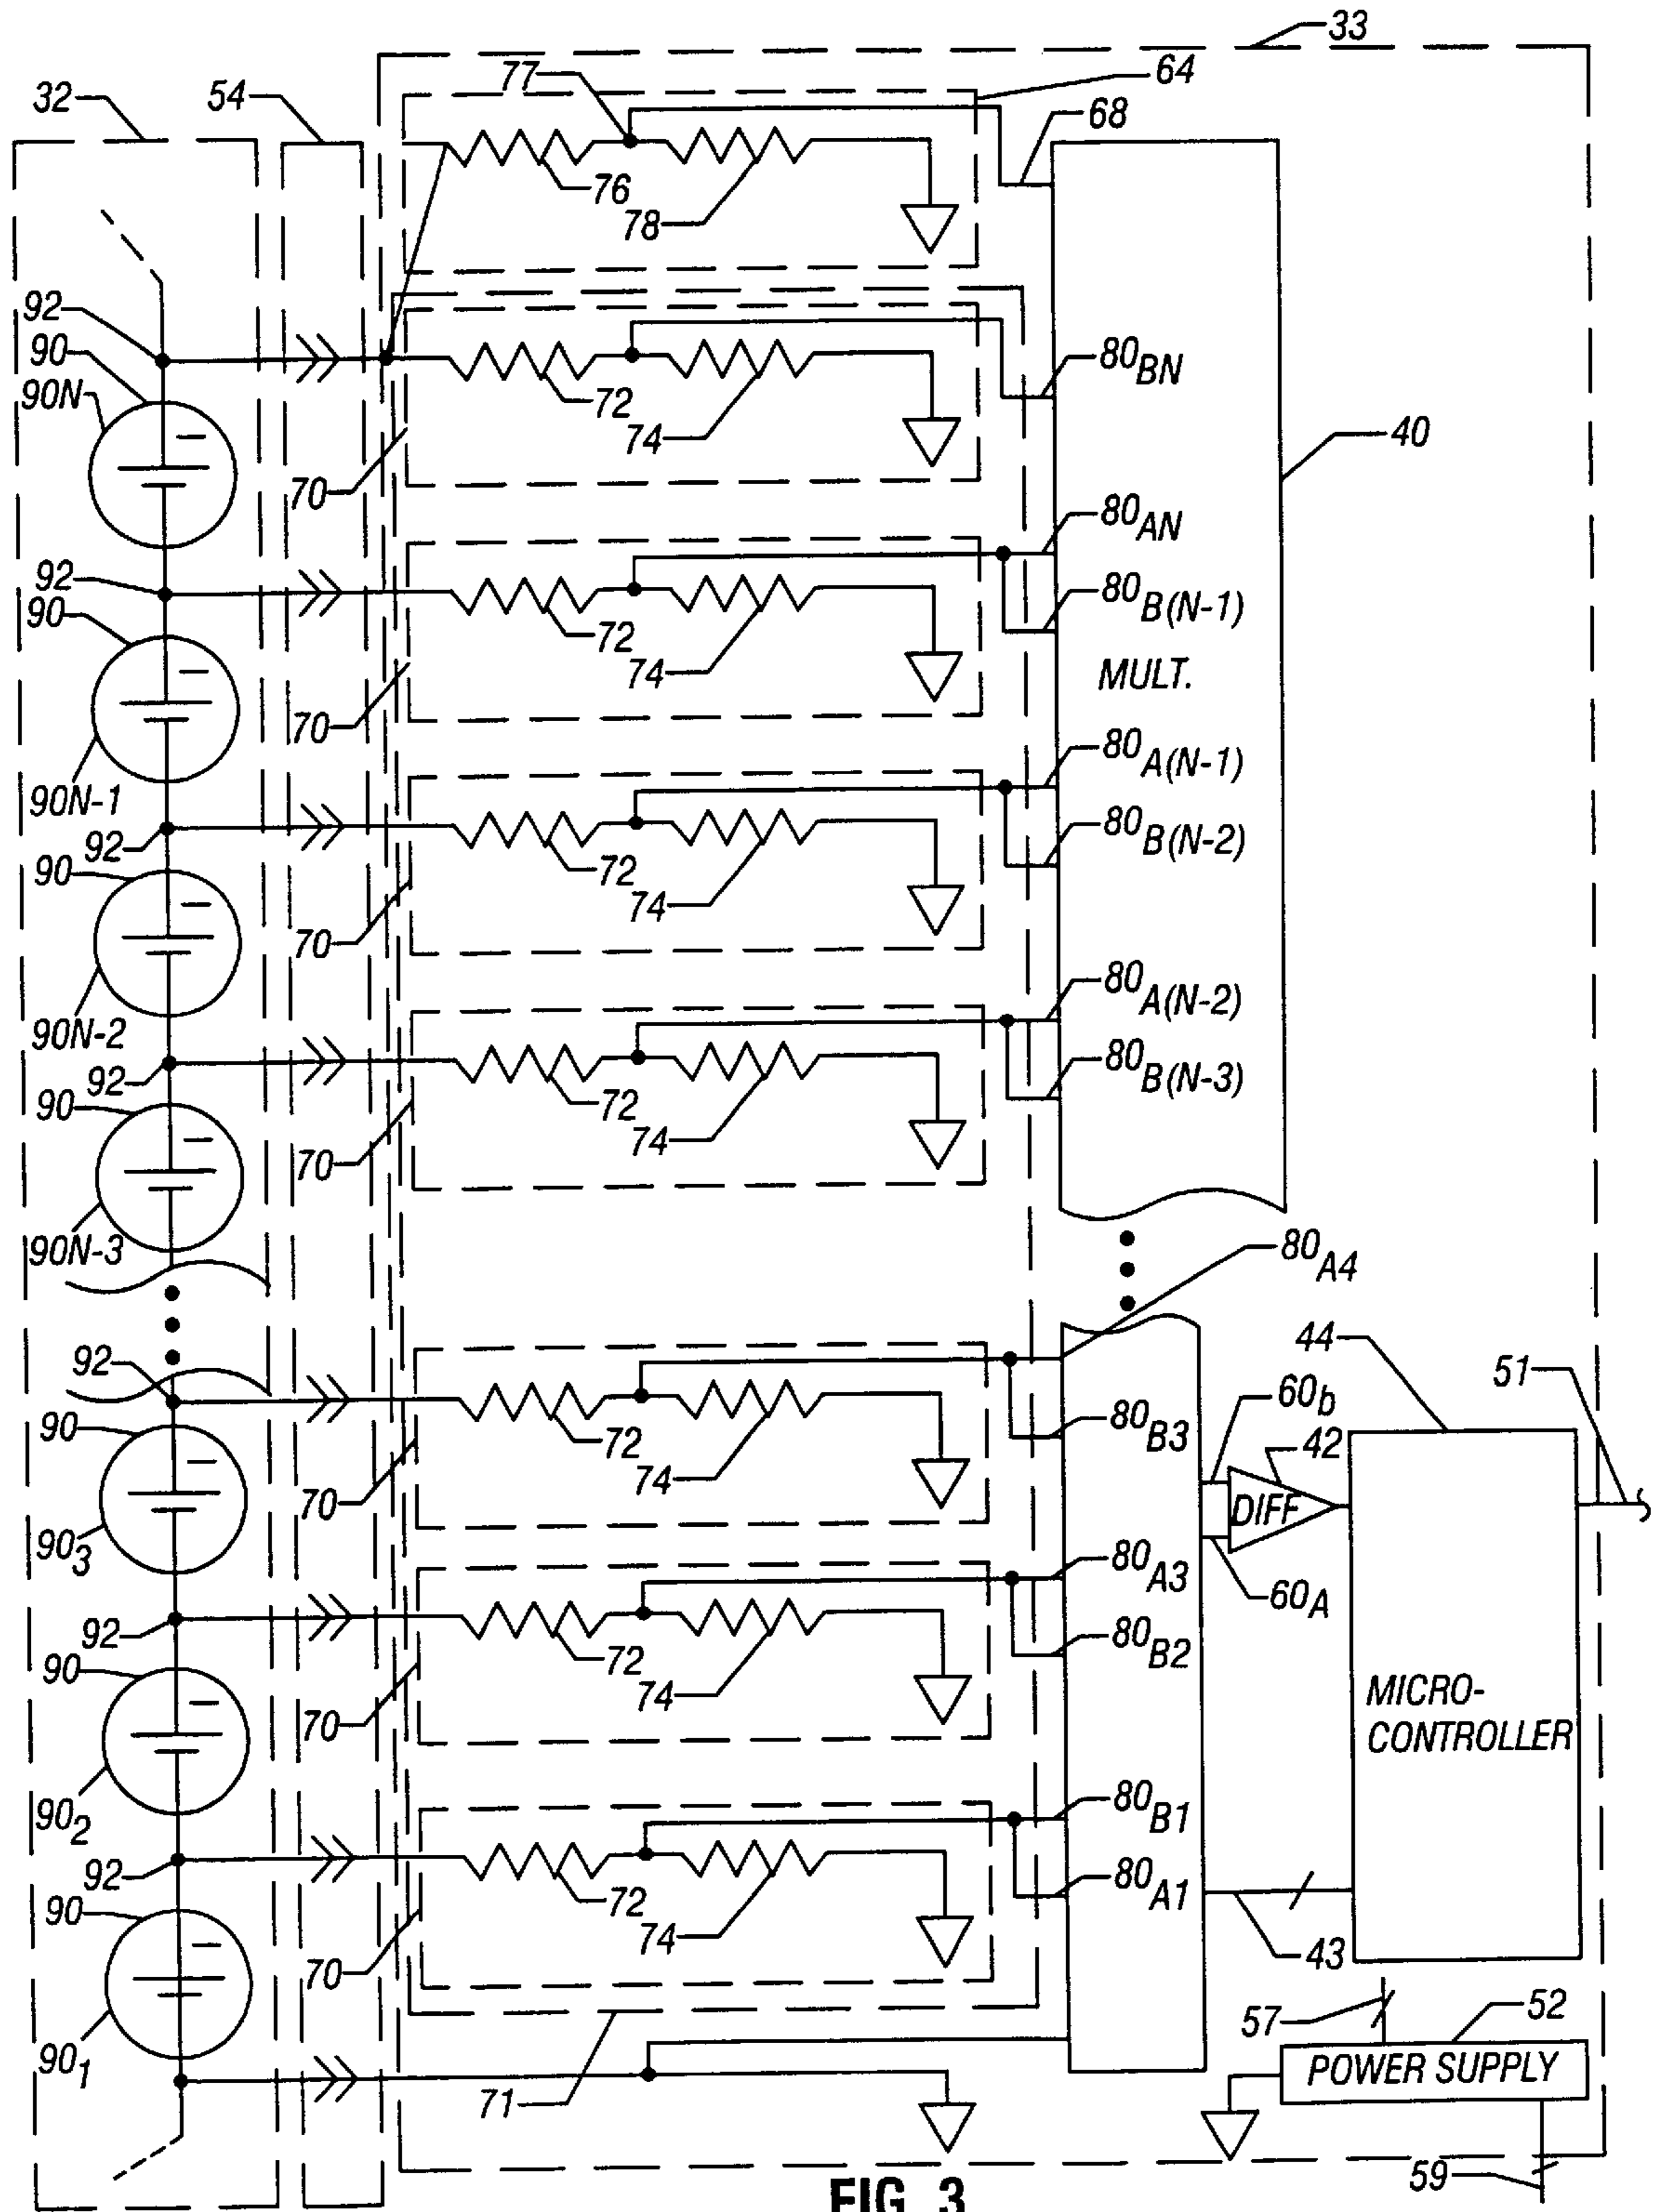 33
32
54
77
64
68
76
78
92
90
90N
80BN
72
74
70
40
80AN
92
90
80B(N-1)
72
74
MULT.
70
80A(N-1)
90N-1
92
80B(N-2)
90
72
74
70
80A(N-2)
90N-2
92
80B(N-3)
90
72
74
70
90N-3
80A4
92
44
51
60b
90
80B3
42
72
74
70
DIFF
903
80A3
60A
92
80B2
90
72
74
70
MICRO-
CONTROLLER
902
80B1
92
80A1
90
72
74
43
70
57
52
901
POWER SUPPLY
71
59
FIG. 3